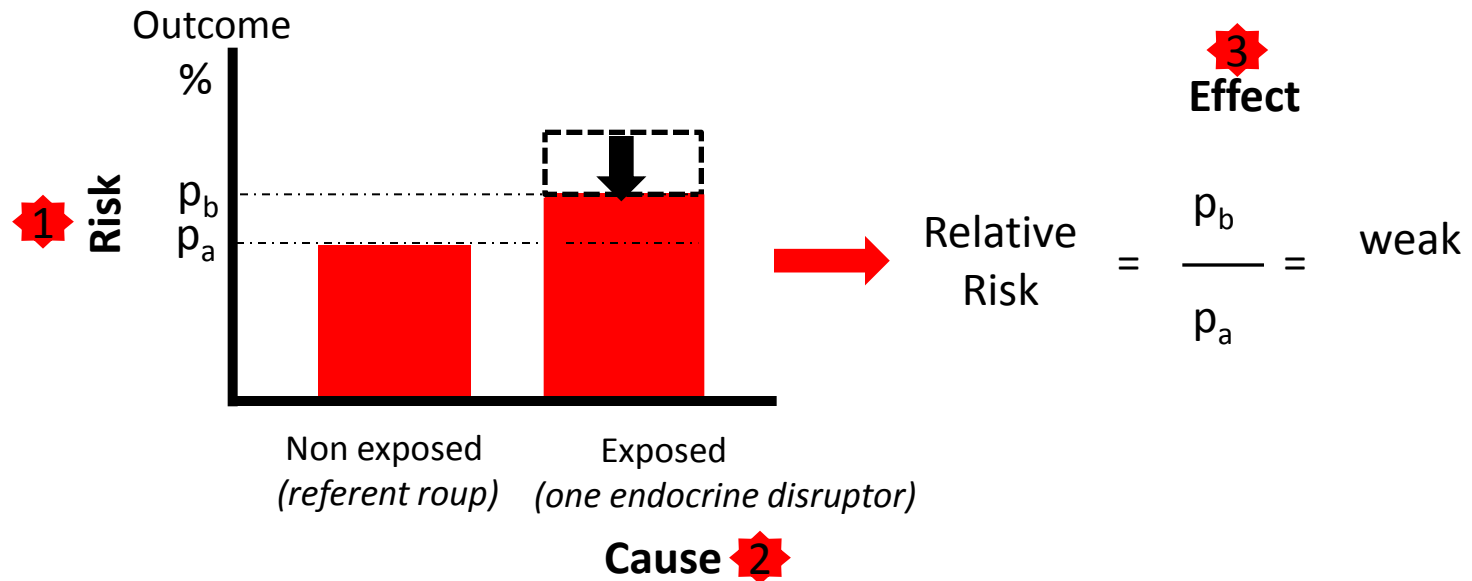 Outcome
%
3
Effect
1
Risk
p_b
p_a
Relative
Risk
=
p_b
p_a
=
weak
Non exposed
(referent roup)
Exposed
(one endocrine disruptor)
Cause 2